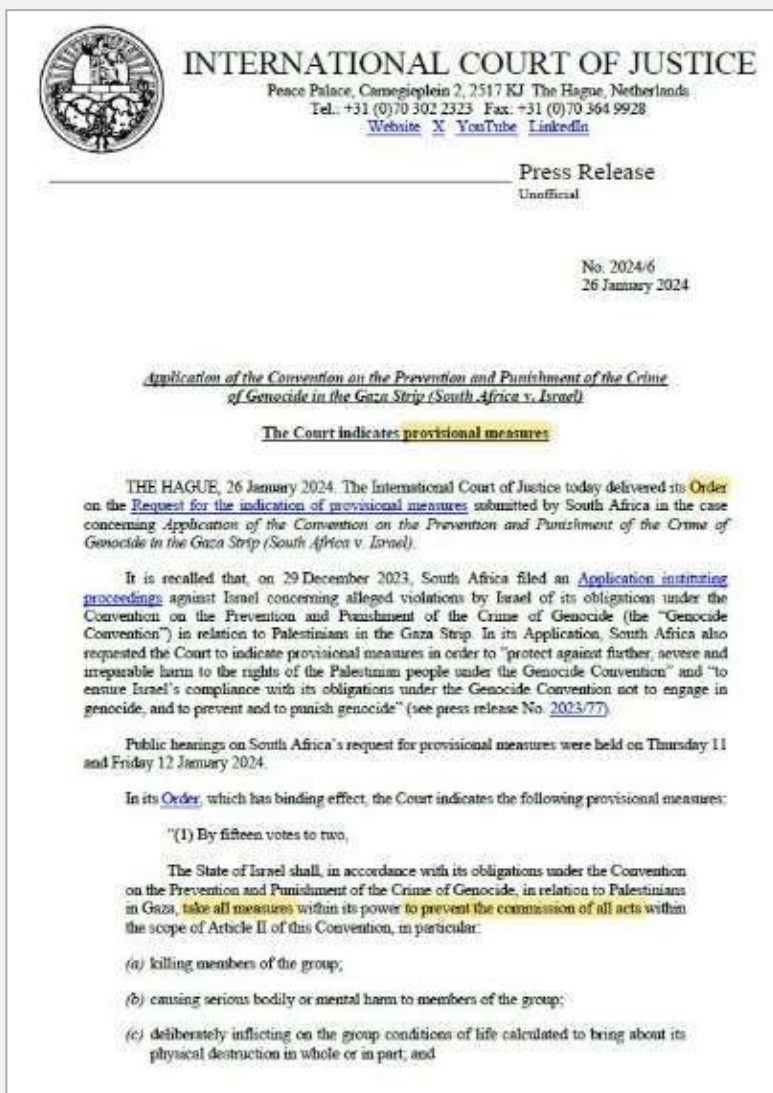 INTERNATIONAL COURT OF JUSTICE
Peace Palace, Carnegieplein 2, 2517 KJ The Hague, Netherlands
Tel.: +31 (0)70 302 2323 Fax: +31 (0)70 364 9928
Website X YouTube LinkedIn
Press Release
Unofficial
No. 2024/6
26 January 2024
Application of the Convention on the Prevention and Punishment of the Crime
of Genocide in the Gaza Strip (South Africa v. Israel)
The Court indicates provisional measures
THE HAGUE, 26 January 2024. The International Court of Justice today delivered its Order
on the Request for the indication of provisional measures submitted by South Africa in the case
concerning Application of the Convention on the Prevention and Punishment of the Crime of
Genocide in the Gaza Strip (South Africa v. Israel).
It is recalled that, on 29 December 2023, South Africa filed an Application instituting
proceedings against Israel concerning alleged violations by Israel of its obligations under the
Convention on the Prevention and Punishment of the Crime of Genocide (the “Genocide
Convention”) in relation to Palestinians in the Gaza Strip. In its Application, South Africa also
requested the Court to indicate provisional measures in order to “protect against further, severe and
irreparable harm to the rights of the Palestinian people under the Genocide Convention” and “to
ensure Israel’s compliance with its obligations under the Genocide Convention not to engage in
genocide, and to prevent and to punish genocide” (see press release No. 2023/77).
Public hearings on South Africa’s request for provisional measures were held on Thursday 11
and Friday 12 January 2024.
In its Order, which has binding effect, the Court indicates the following provisional measures:
“(1) By fifteen votes to two,
The State of Israel shall, in accordance with its obligations under the Convention
on the Prevention and Punishment of the Crime of Genocide, in relation to Palestinians
in Gaza, take all measures within its power to prevent the commission of all acts within
the scope of Article II of this Convention, in particular:
(a) killing members of the group;
(b) causing serious bodily or mental harm to members of the group;
(c) deliberately inflicting on the group conditions of life calculated to bring about its
physical destruction in whole or in part; and